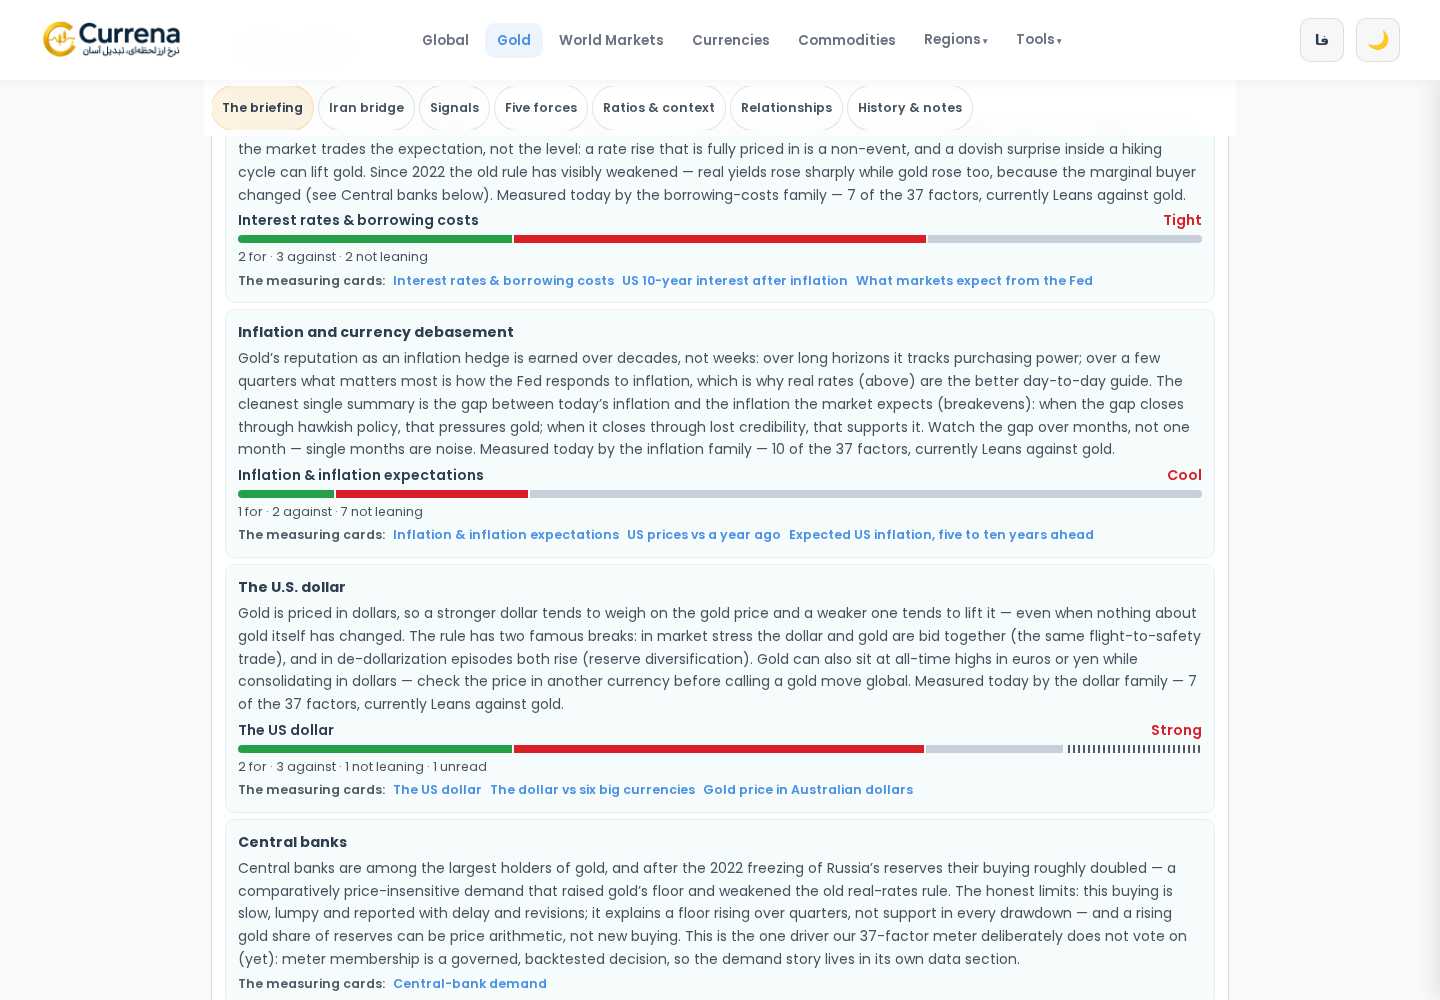 Currena
نرخ ارز لحظه‌ای، تبدیل آسان
Global
Gold
World Markets
Currencies
Commodities
Regions ▾
Tools ▾
فا
The briefing
Iran bridge
Signals
Five forces
Ratios & context
Relationships
History & notes
the market trades the expectation, not the level: a rate rise that is fully priced in is a non-event, and a dovish surprise inside a hiking
cycle can lift gold. Since 2022 the old rule has visibly weakened — real yields rose sharply while gold rose too, because the marginal buyer
changed (see Central banks below). Measured today by the borrowing-costs family — 7 of the 37 factors, currently Leans against gold.
Interest rates & borrowing costs
Tight
2 for · 3 against · 2 not leaning
The measuring cards: Interest rates & borrowing costs US 10-year interest after inflation What markets expect from the Fed
Inflation and currency debasement
Gold’s reputation as an inflation hedge is earned over decades, not weeks: over long horizons it tracks purchasing power; over a few
quarters what matters most is how the Fed responds to inflation, which is why real rates (above) are the better day-to-day guide. The
cleanest single summary is the gap between today’s inflation and the inflation the market expects (breakevens): when the gap closes
through hawkish policy, that pressures gold; when it closes through lost credibility, that supports it. Watch the gap over months, not one
month — single months are noise. Measured today by the inflation family — 10 of the 37 factors, currently Leans against gold.
Inflation & inflation expectations
Cool
1 for · 2 against · 7 not leaning
The measuring cards: Inflation & inflation expectations US prices vs a year ago Expected US inflation, five to ten years ahead
The U.S. dollar
Gold is priced in dollars, so a stronger dollar tends to weigh on the gold price and a weaker one tends to lift it — even when nothing about
gold itself has changed. The rule has two famous breaks: in market stress the dollar and gold are bid together (the same flight-to-safety
trade), and in de-dollarization episodes both rise (reserve diversification). Gold can also sit at all-time highs in euros or yen while
consolidating in dollars — check the price in another currency before calling a gold move global. Measured today by the dollar family — 7
of the 37 factors, currently Leans against gold.
The US dollar
Strong
2 for · 3 against · 1 not leaning · 1 unread
The measuring cards: The US dollar The dollar vs six big currencies Gold price in Australian dollars
Central banks
Central banks are among the largest holders of gold, and after the 2022 freezing of Russia’s reserves their buying roughly doubled — a
comparatively price-insensitive demand that raised gold’s floor and weakened the old real-rates rule. The honest limits: this buying is
slow, lumpy and reported with delay and revisions; it explains a floor rising over quarters, not support in every drawdown — and a rising
gold share of reserves can be price arithmetic, not new buying. This is the one driver our 37-factor meter deliberately does not vote on
(yet): meter membership is a governed, backtested decision, so the demand story lives in its own data section.
The measuring cards: Central-bank demand